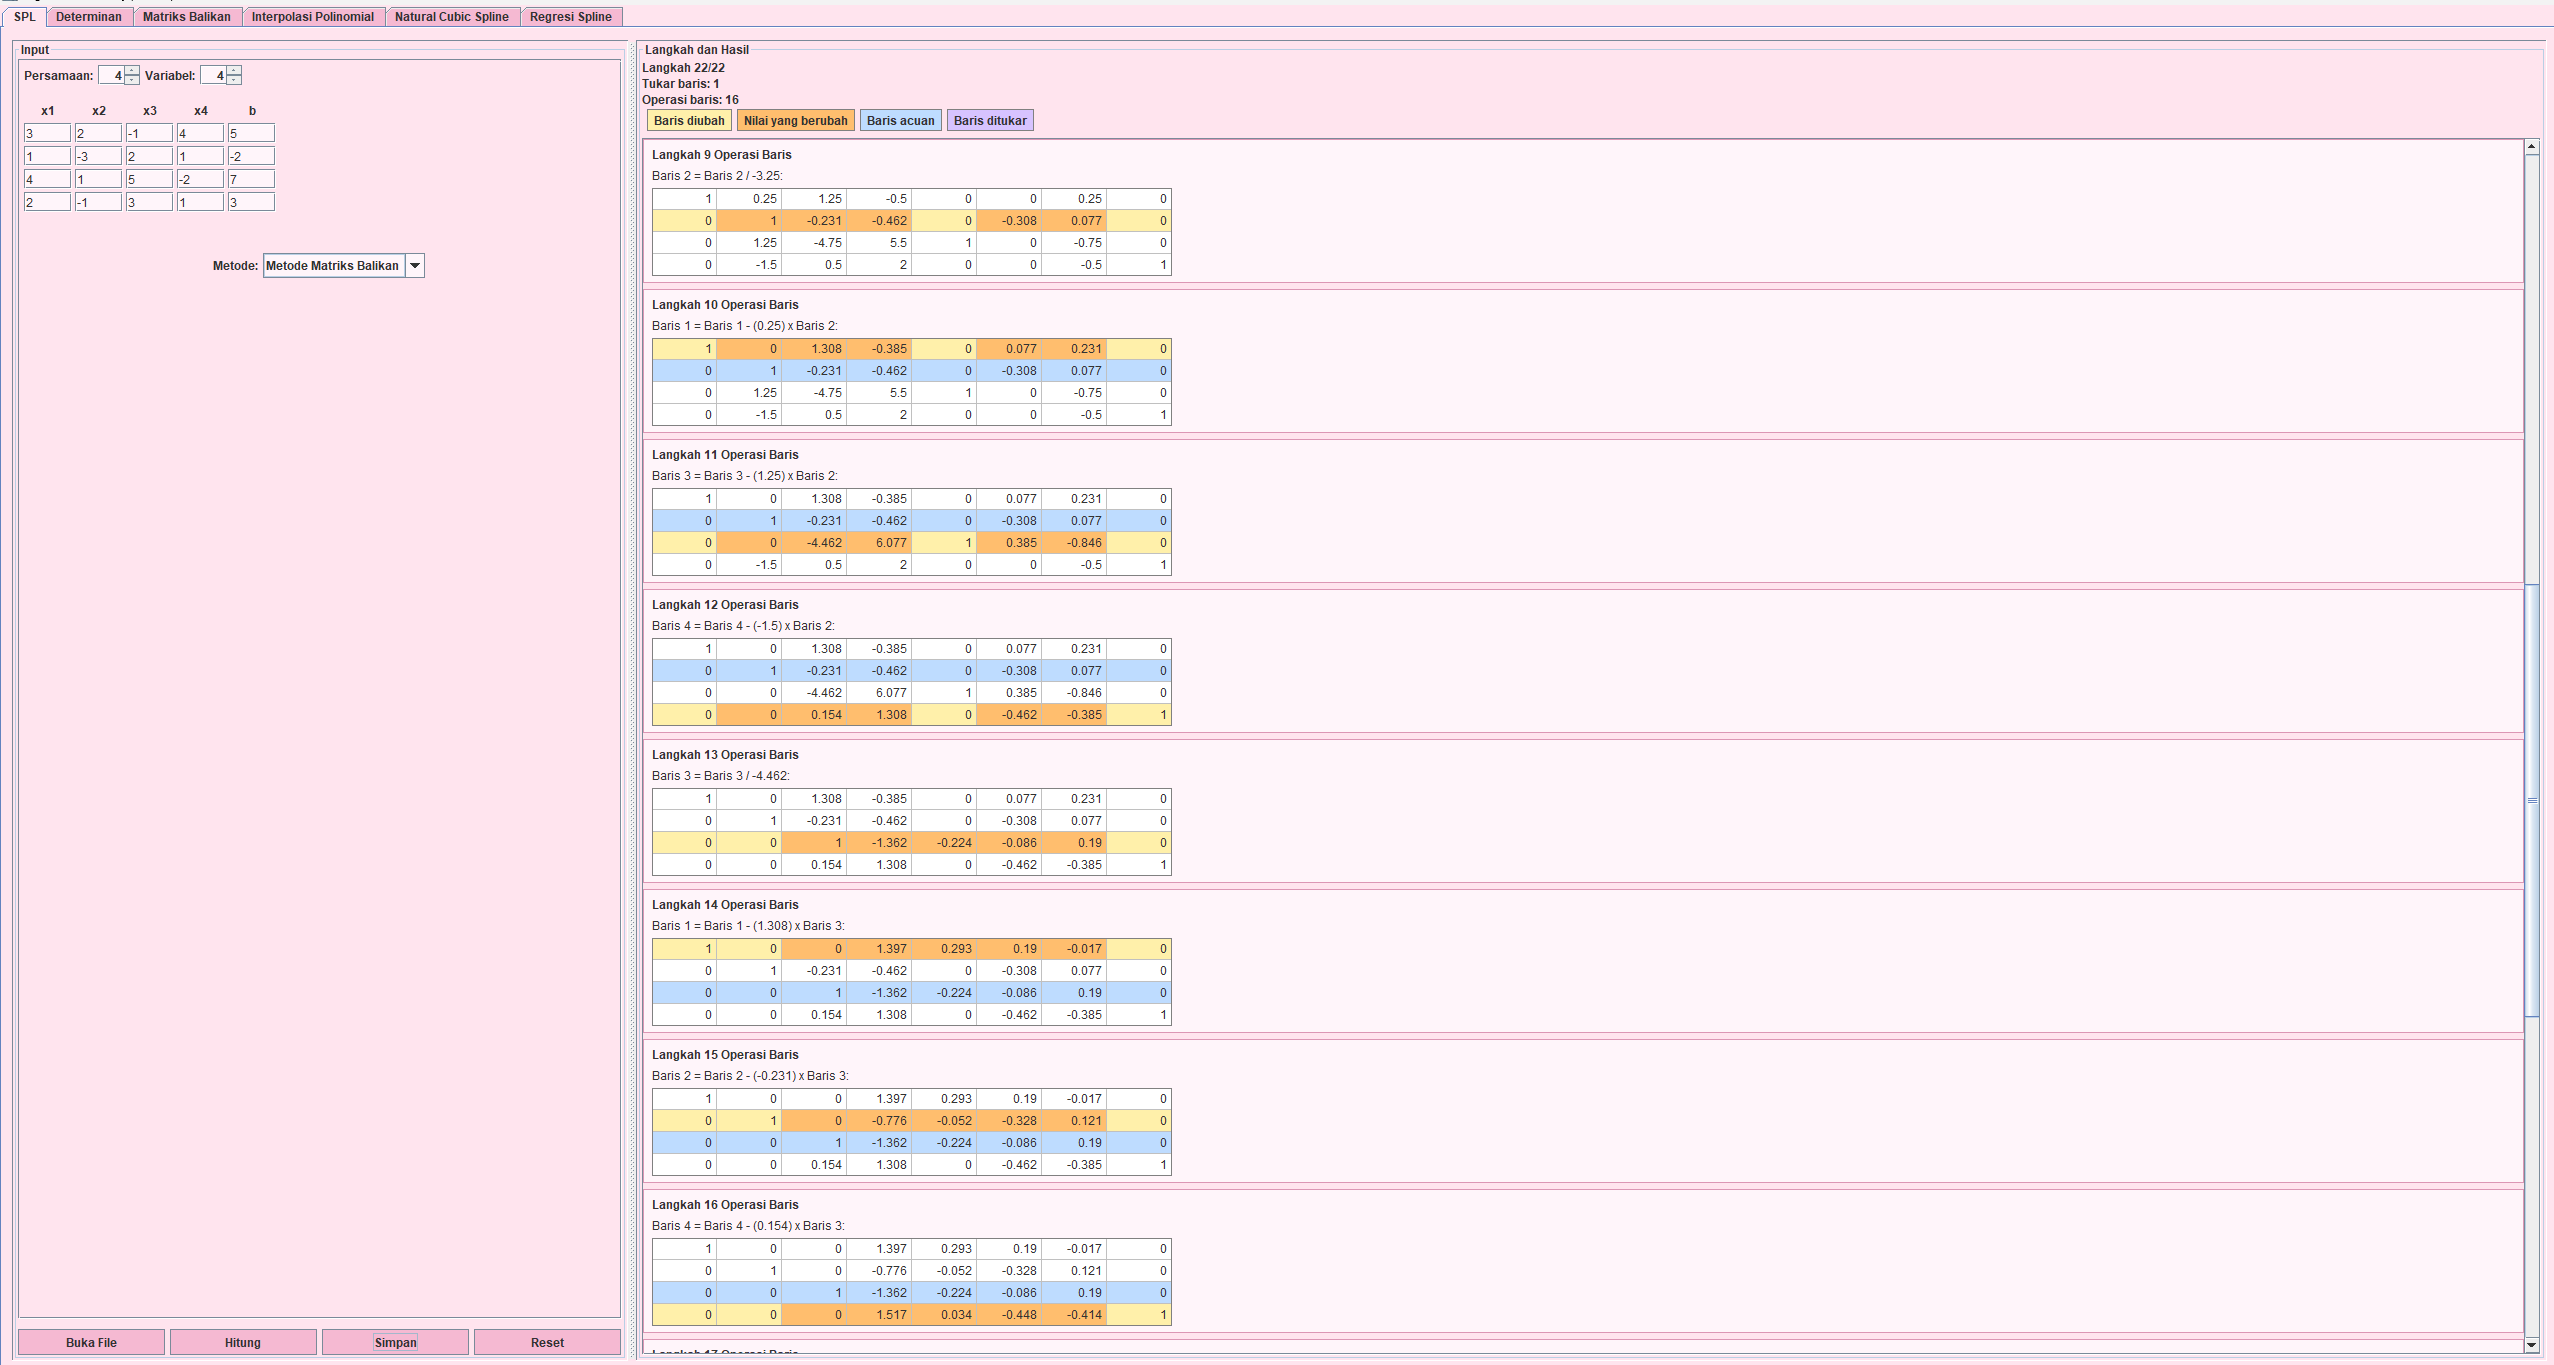 SPL Determinan Matriks Balikan Interpolasi Polinomial Natural Cubic Spline Regresi Spline
Input
Persamaan: 4 Variabel: 4
x1 x2 x3 x4 b
3 2 -1 4 5
1 -3 2 1 -2
4 1 5 -2 7
2 -1 3 1 3
Metode: Metode Matriks Balikan
Buka File Hitung Simpan Reset
Langkah dan Hasil
Langkah 22/22
Tukar baris: 1
Operasi baris: 16
Baris diubah Nilai yang berubah Baris acuan Baris ditukar
Langkah 9 Operasi Baris
Baris 2 = Baris 2 / -3.25:
1 0.25 1.25 -0.5 0 0 0.25 0
0 1 -0.231 -0.462 0 -0.308 0.077 0
0 1.25 -4.75 5.5 1 0 -0.75 0
0 -1.5 0.5 2 0 0 -0.5 1
Langkah 10 Operasi Baris
Baris 1 = Baris 1 - (0.25) x Baris 2:
1 0 1.308 -0.385 0 0.077 0.231 0
0 1 -0.231 -0.462 0 -0.308 0.077 0
0 1.25 -4.75 5.5 1 0 -0.75 0
0 -1.5 0.5 2 0 0 -0.5 1
Langkah 11 Operasi Baris
Baris 3 = Baris 3 - (1.25) x Baris 2:
1 0 1.308 -0.385 0 0.077 0.231 0
0 1 -0.231 -0.462 0 -0.308 0.077 0
0 0 -4.462 6.077 1 0.385 -0.846 0
0 -1.5 0.5 2 0 0 -0.5 1
Langkah 12 Operasi Baris
Baris 4 = Baris 4 - (-1.5) x Baris 2:
1 0 1.308 -0.385 0 0.077 0.231 0
0 1 -0.231 -0.462 0 -0.308 0.077 0
0 0 -4.462 6.077 1 0.385 -0.846 0
0 0 0.154 1.308 0 -0.462 -0.385 1
Langkah 13 Operasi Baris
Baris 3 = Baris 3 / -4.462:
1 0 1.308 -0.385 0 0.077 0.231 0
0 1 -0.231 -0.462 0 -0.308 0.077 0
0 0 1 -1.362 -0.224 -0.086 0.19 0
0 0 0.154 1.308 0 -0.462 -0.385 1
Langkah 14 Operasi Baris
Baris 1 = Baris 1 - (1.308) x Baris 3:
1 0 0 1.397 0.293 0.19 -0.017 0
0 1 -0.231 -0.462 0 -0.308 0.077 0
0 0 1 -1.362 -0.224 -0.086 0.19 0
0 0 0.154 1.308 0 -0.462 -0.385 1
Langkah 15 Operasi Baris
Baris 2 = Baris 2 - (-0.231) x Baris 3:
1 0 0 1.397 0.293 0.19 -0.017 0
0 1 0 -0.776 -0.052 -0.328 0.121 0
0 0 1 -1.362 -0.224 -0.086 0.19 0
0 0 0.154 1.308 0 -0.462 -0.385 1
Langkah 16 Operasi Baris
Baris 4 = Baris 4 - (0.154) x Baris 3:
1 0 0 1.397 0.293 0.19 -0.017 0
0 1 0 -0.776 -0.052 -0.328 0.121 0
0 0 1 -1.362 -0.224 -0.086 0.19 0
0 0 0 1.517 0.034 -0.448 -0.414 1